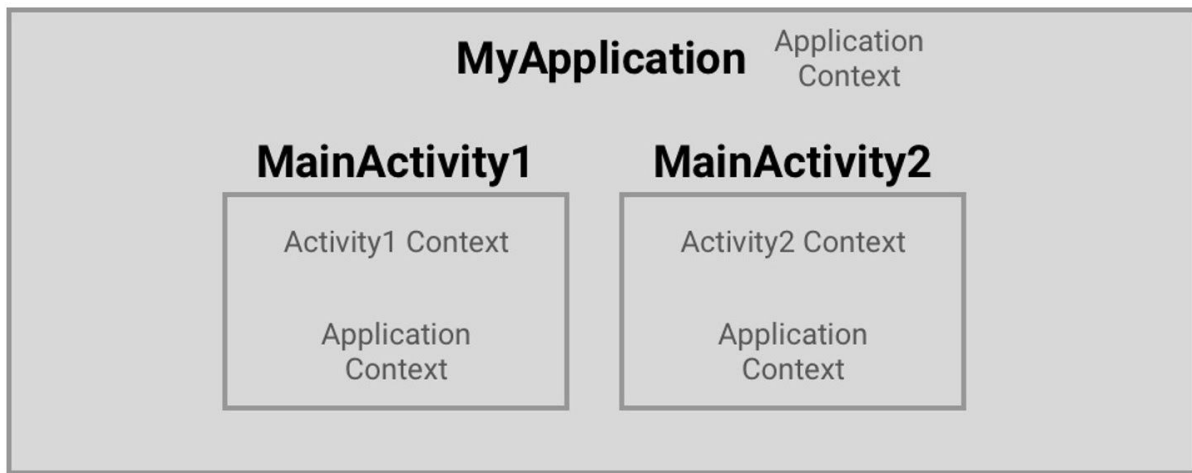 MyApplication
Application
Context
MainActivity1
MainActivity2
Activity1 Context
Application
Context
Activity2 Context
Application
Context